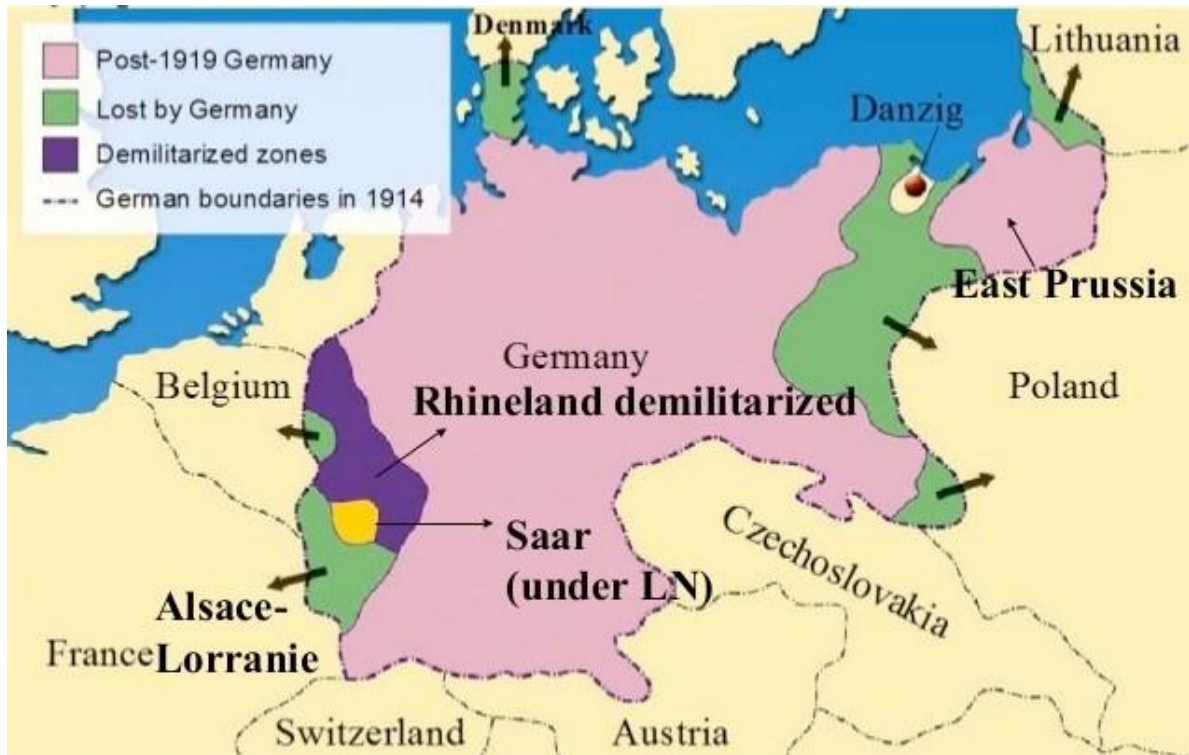 Post-1919 Germany
Lost by Germany
Demilitarized zones
German boundaries in 1914
Denmark
Lithuania
Danzig
East Prussia
Germany
Belgium
Rhineland demilitarized
Poland
Saar
(under LN)
Czechoslovakia
Alsace-
France Lorranie
Switzerland
Austria